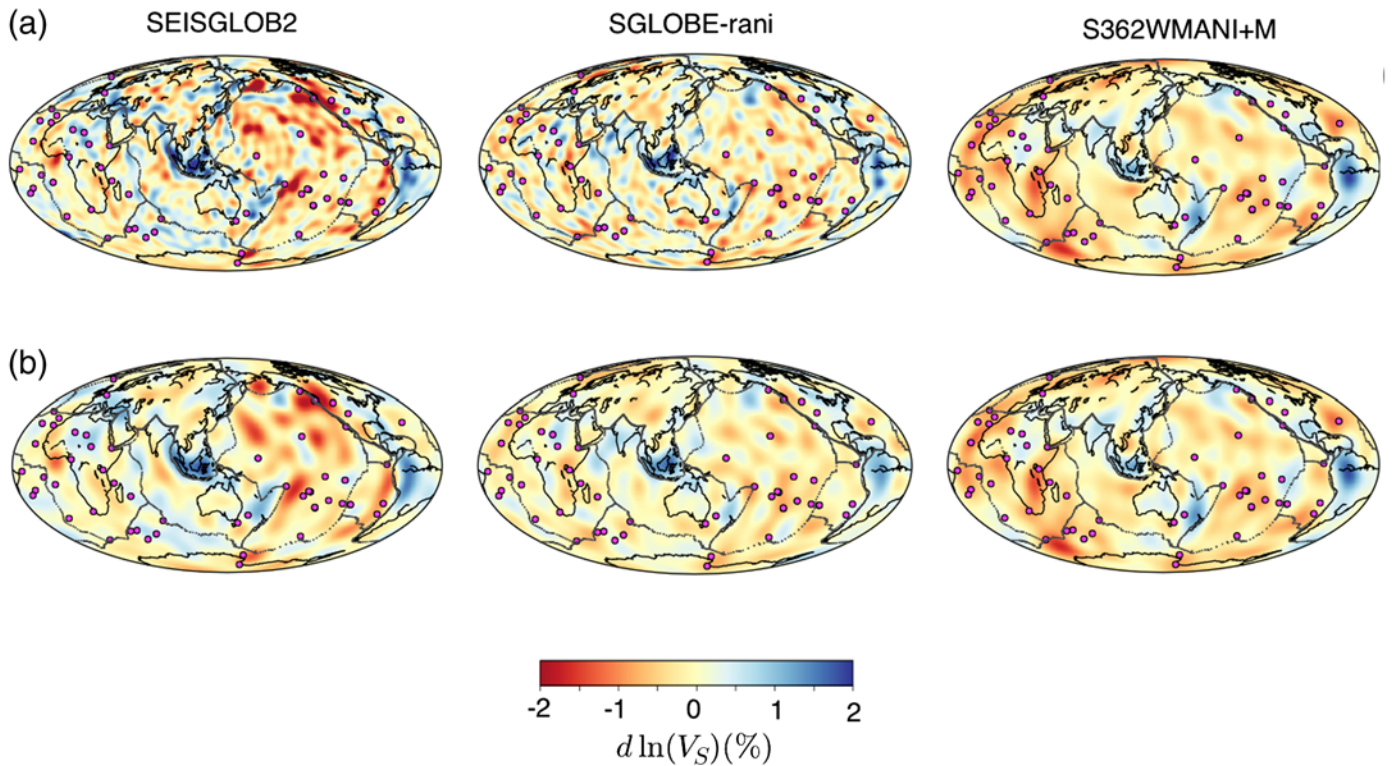 (a)
SEISGLOB2
SGLOBE-rani
S362WMANI+M
(b)
-2 -1 0 1 2
d ln(V_S)(%)